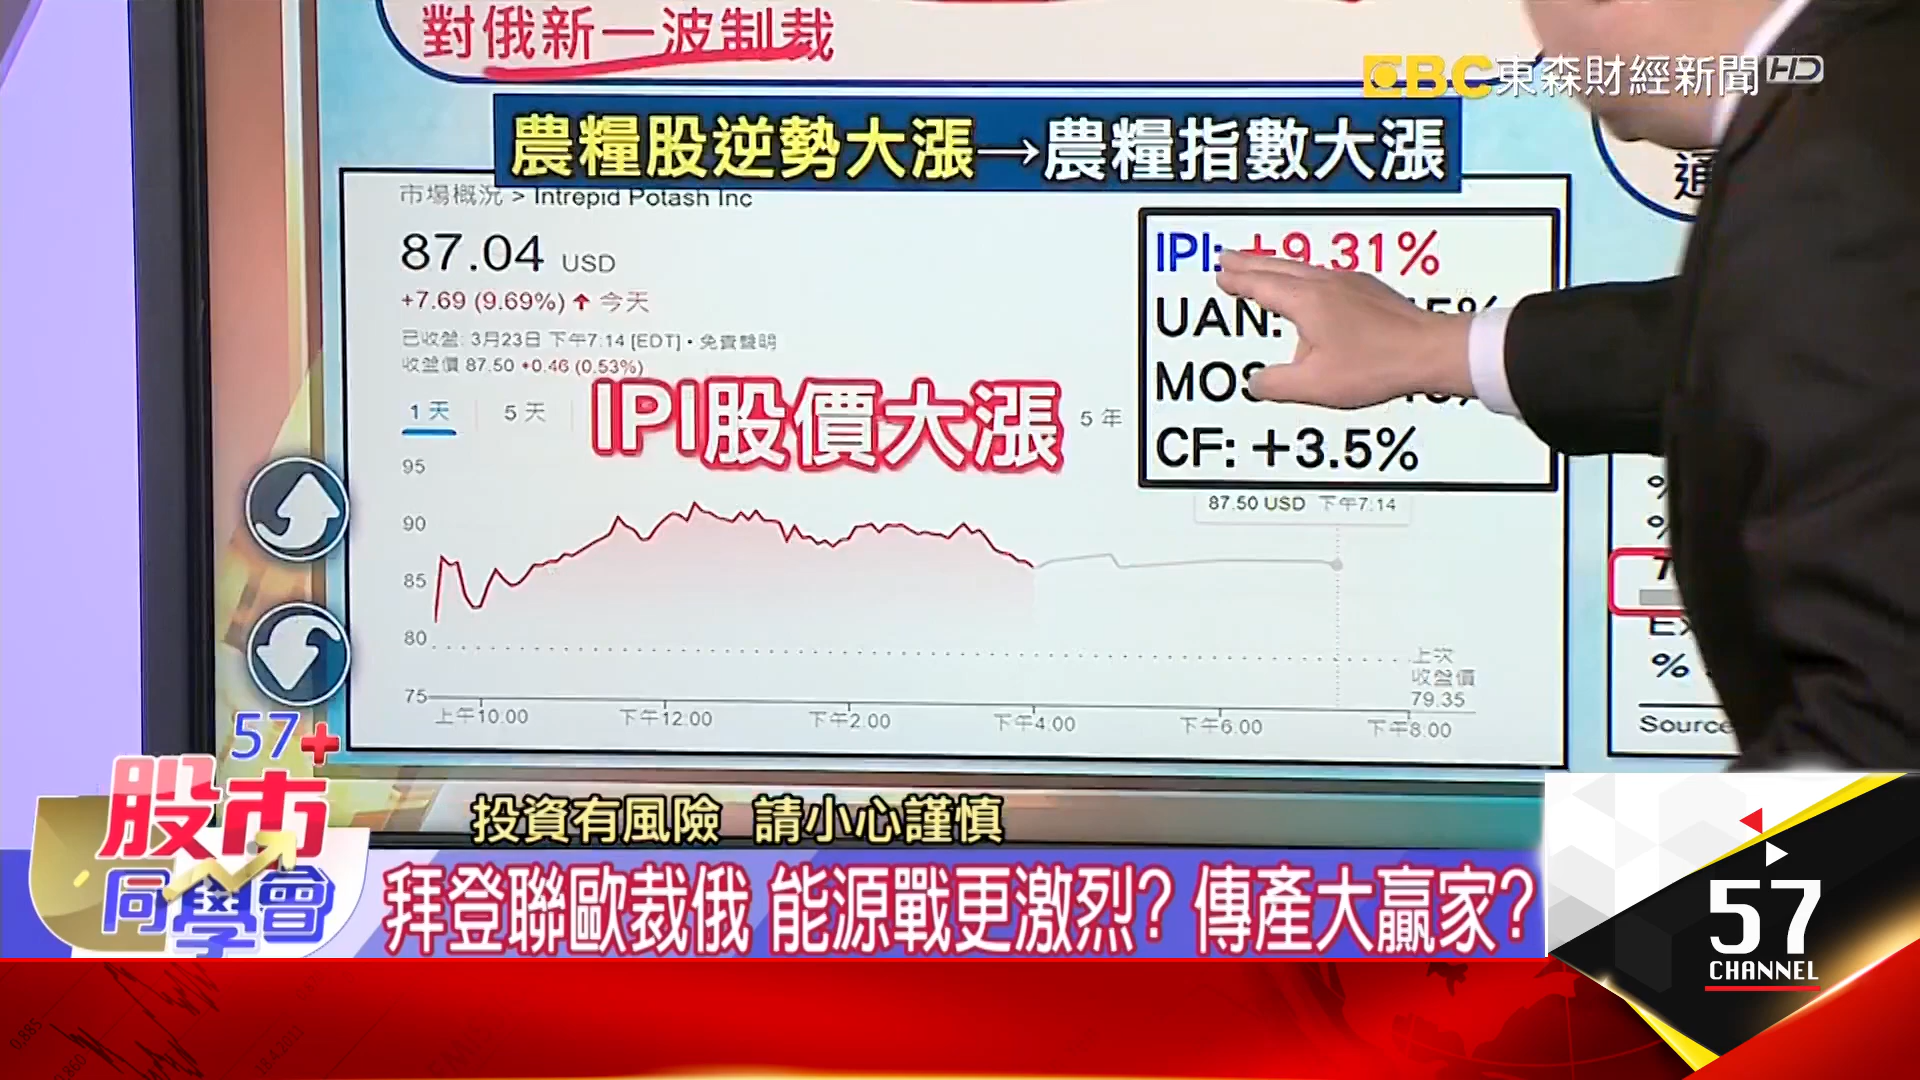 對俄新一波制裁
EBC東森財經新聞HD
農糧股逆勢大漲→農糧指數大漲
通
市場概況 > Intrepid Potash Inc
87.04 USD
+7.69 (9.69%) ↑ 今天
已收盤: 3月23日 下午7:14 [EDT] • 免責聲明
收盤價 87.50 +0.46 (0.53%)
1 天
5 天
5 年
IPI股價大漲
IPI: +9.31%
UAN:
5%
MOS
CF: +3.5%
87.50 USD 下午7:14
95
90
85
80
75
上次
收盤價
79.35
上午10:00
下午12:00
下午2:00
下午4:00
下午6:00
下午8:00
%
%
7
%
Source
57+
股市
同學會
投資有風險 請小心謹慎
拜登聯歐裁俄 能源戰更激烈? 傳產大贏家?
57
CHANNEL
0.885
0.860